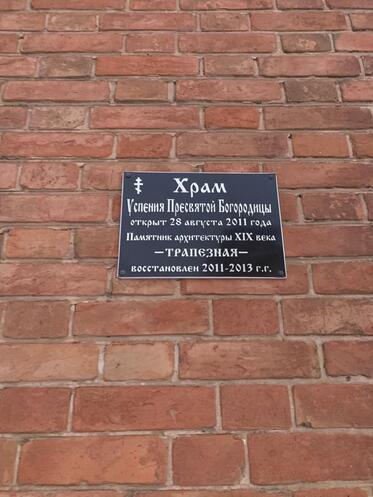 Храм
Успения Пресвятой Богородицы
открыт 28 августа 2011 года
Памятник архитектуры XIX века
—ТРАПЕЗНАЯ—
восстановлен 2011-2013 г.г.